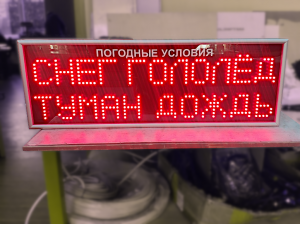 ПОГОДНЫЕ УСЛОВИЯ
СНЕГ ГОЛОЛЁД
ТУМАН ДОЖДЬ